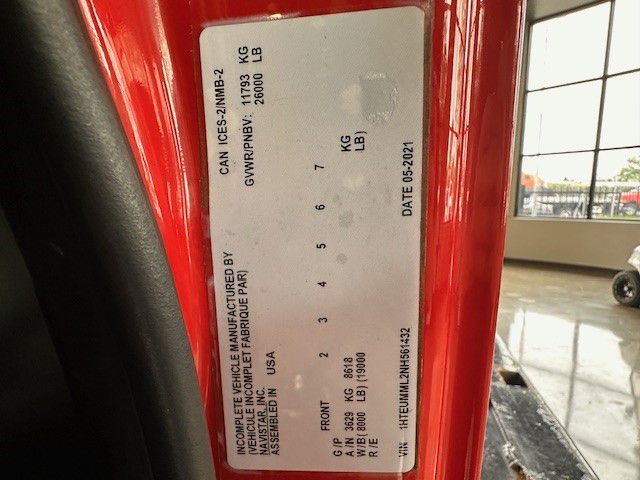 INCOMPLETE VEHICLE MANUFACTURED BY CAN ICES-2/NMB-2
(VEHICULE INCOMPLET FABRIQUE PAR)
NAVISTAR, INC. GVWR/PNBV: 11793 KG
ASSEMBLED IN USA 26000 LB
FRONT 2 3 4 5 6 7
G /P
A /N 3629 KG 8618 KG
W/B( 8000 LB) (19000 LB)
R /E
VIN 1HTEUMML2NH561432 DATE 05-2021